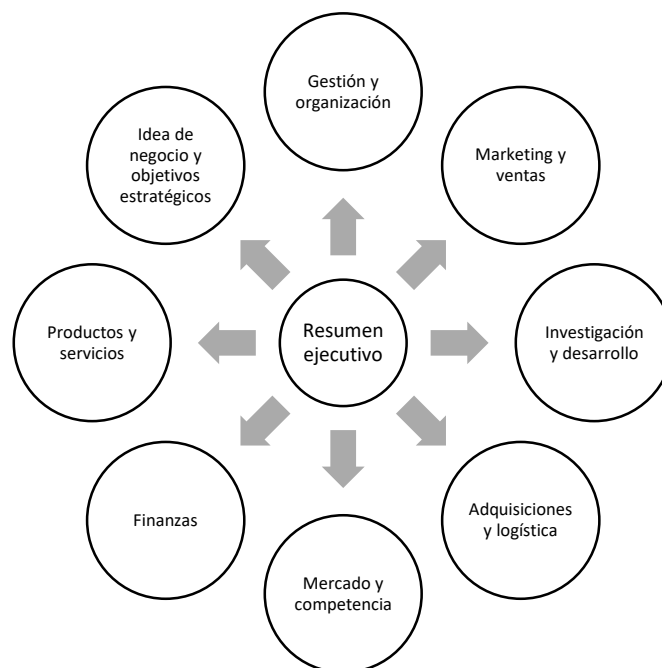 Gestión y
organización
Idea de
negocio y
objetivos
estratégicos
Marketing y
ventas
Productos y
servicios
Resumen
ejecutivo
Investigación
y desarrollo
Finanzas
Adquisiciones
y logística
Mercado y
competencia